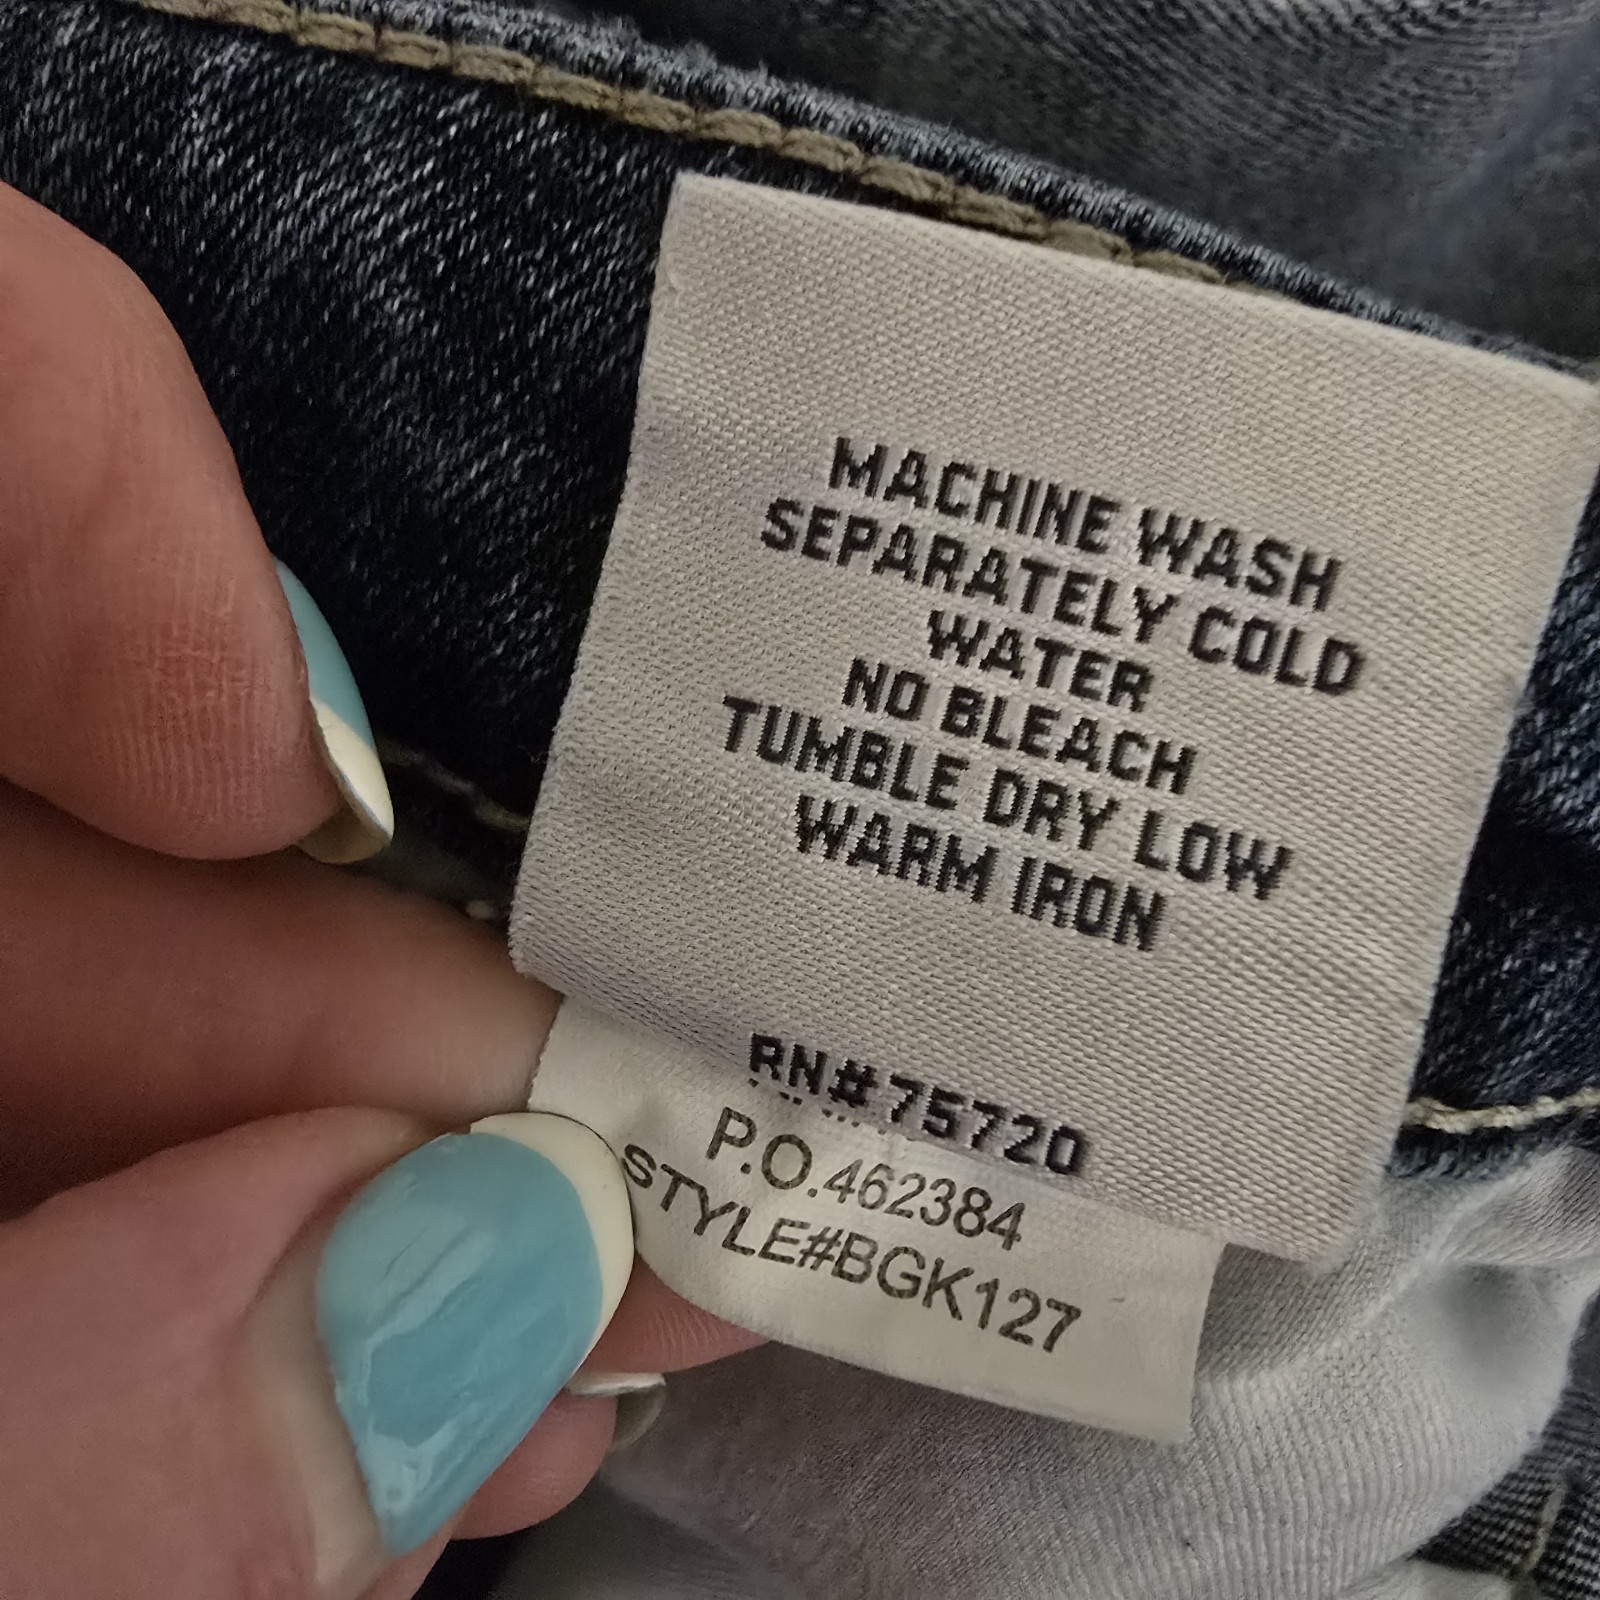 MACHINE WASH
SEPARATELY COLD
WATER
NO BLEACH
TUMBLE DRY LOW
WARM IRON
RN#75720
P.O.462384
STYLE#BGK127